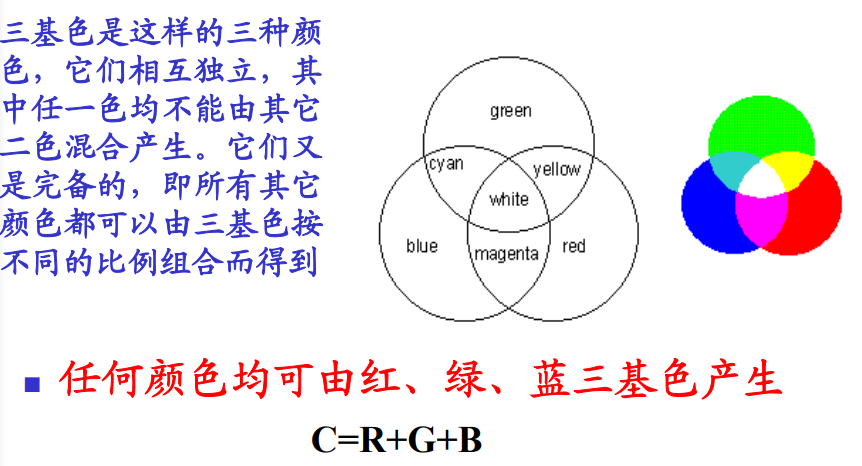 三基色是这样的三种颜
色，它们相互独立，其
中任一色均不能由其它
二色混合产生。它们又
是完备的，即所有其它
颜色都可以由三基色按
不同的比例组合而得到
green
cyan
yellow
white
blue
magenta
red
任何颜色均可由红、绿、蓝三基色产生
C=R+G+B